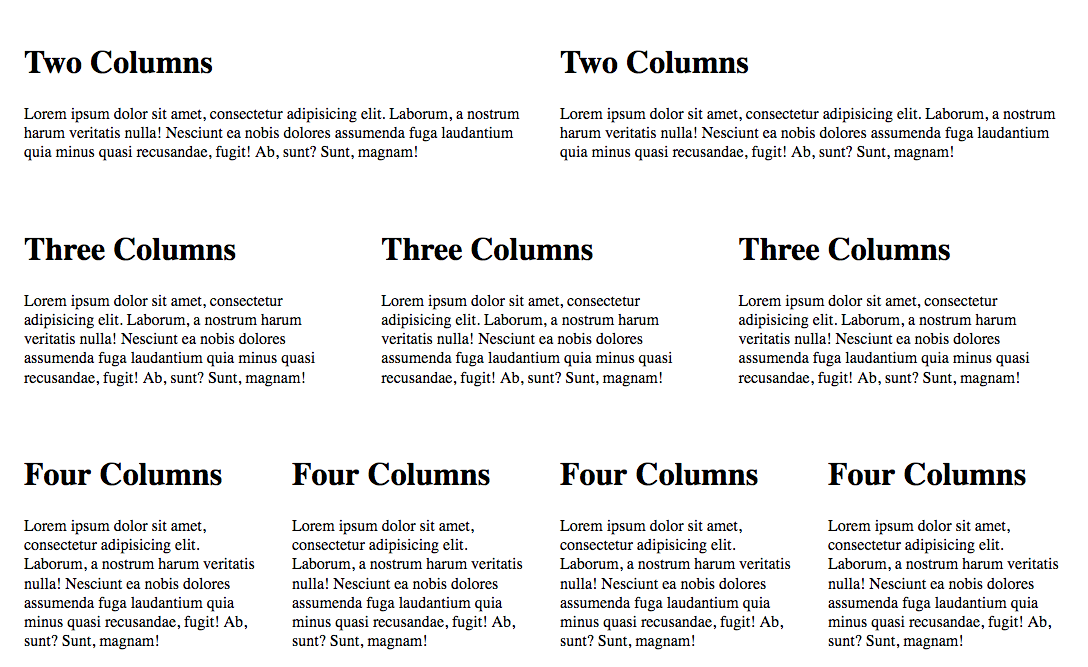 Two Columns
Lorem ipsum dolor sit amet, consectetur adipisicing elit. Laborum, a nostrum
harum veritatis nulla! Nesciunt ea nobis dolores assumenda fuga laudantium
quia minus quasi recusandae, fugit! Ab, sunt? Sunt, magnam!
Two Columns
Lorem ipsum dolor sit amet, consectetur adipisicing elit. Laborum, a nostrum
harum veritatis nulla! Nesciunt ea nobis dolores assumenda fuga laudantium
quia minus quasi recusandae, fugit! Ab, sunt? Sunt, magnam!
Three Columns
Lorem ipsum dolor sit amet, consectetur
adipisicing elit. Laborum, a nostrum harum
veritatis nulla! Nesciunt ea nobis dolores
assumenda fuga laudantium quia minus quasi
recusandae, fugit! Ab, sunt? Sunt, magnam!
Three Columns
Lorem ipsum dolor sit amet, consectetur
adipisicing elit. Laborum, a nostrum harum
veritatis nulla! Nesciunt ea nobis dolores
assumenda fuga laudantium quia minus quasi
recusandae, fugit! Ab, sunt? Sunt, magnam!
Three Columns
Lorem ipsum dolor sit amet, consectetur
adipisicing elit. Laborum, a nostrum harum
veritatis nulla! Nesciunt ea nobis dolores
assumenda fuga laudantium quia minus quasi
recusandae, fugit! Ab, sunt? Sunt, magnam!
Four Columns
Lorem ipsum dolor sit amet,
consectetur adipisicing elit.
Laborum, a nostrum harum veritatis
nulla! Nesciunt ea nobis dolores
assumenda fuga laudantium quia
minus quasi recusandae, fugit! Ab,
sunt? Sunt, magnam!
Four Columns
Lorem ipsum dolor sit amet,
consectetur adipisicing elit.
Laborum, a nostrum harum veritatis
nulla! Nesciunt ea nobis dolores
assumenda fuga laudantium quia
minus quasi recusandae, fugit! Ab,
sunt? Sunt, magnam!
Four Columns
Lorem ipsum dolor sit amet,
consectetur adipisicing elit.
Laborum, a nostrum harum veritatis
nulla! Nesciunt ea nobis dolores
assumenda fuga laudantium quia
minus quasi recusandae, fugit! Ab,
sunt? Sunt, magnam!
Four Columns
Lorem ipsum dolor sit amet,
consectetur adipisicing elit.
Laborum, a nostrum harum veritatis
nulla! Nesciunt ea nobis dolores
assumenda fuga laudantium quia
minus quasi recusandae, fugit! Ab,
sunt? Sunt, magnam!